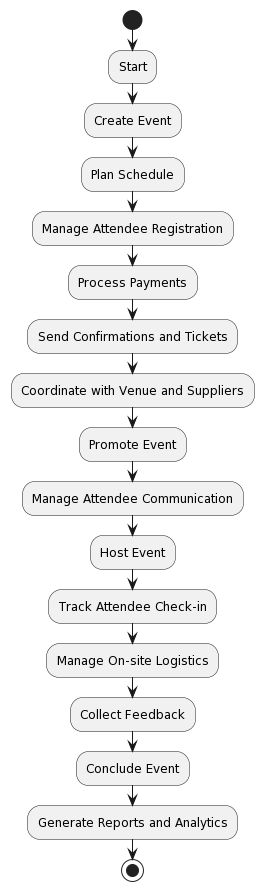 Start
Create Event
Plan Schedule
Manage Attendee Registration
Process Payments
Send Confirmations and Tickets
Coordinate with Venue and Suppliers
Promote Event
Manage Attendee Communication
Host Event
Track Attendee Check-in
Manage On-site Logistics
Collect Feedback
Conclude Event
Generate Reports and Analytics